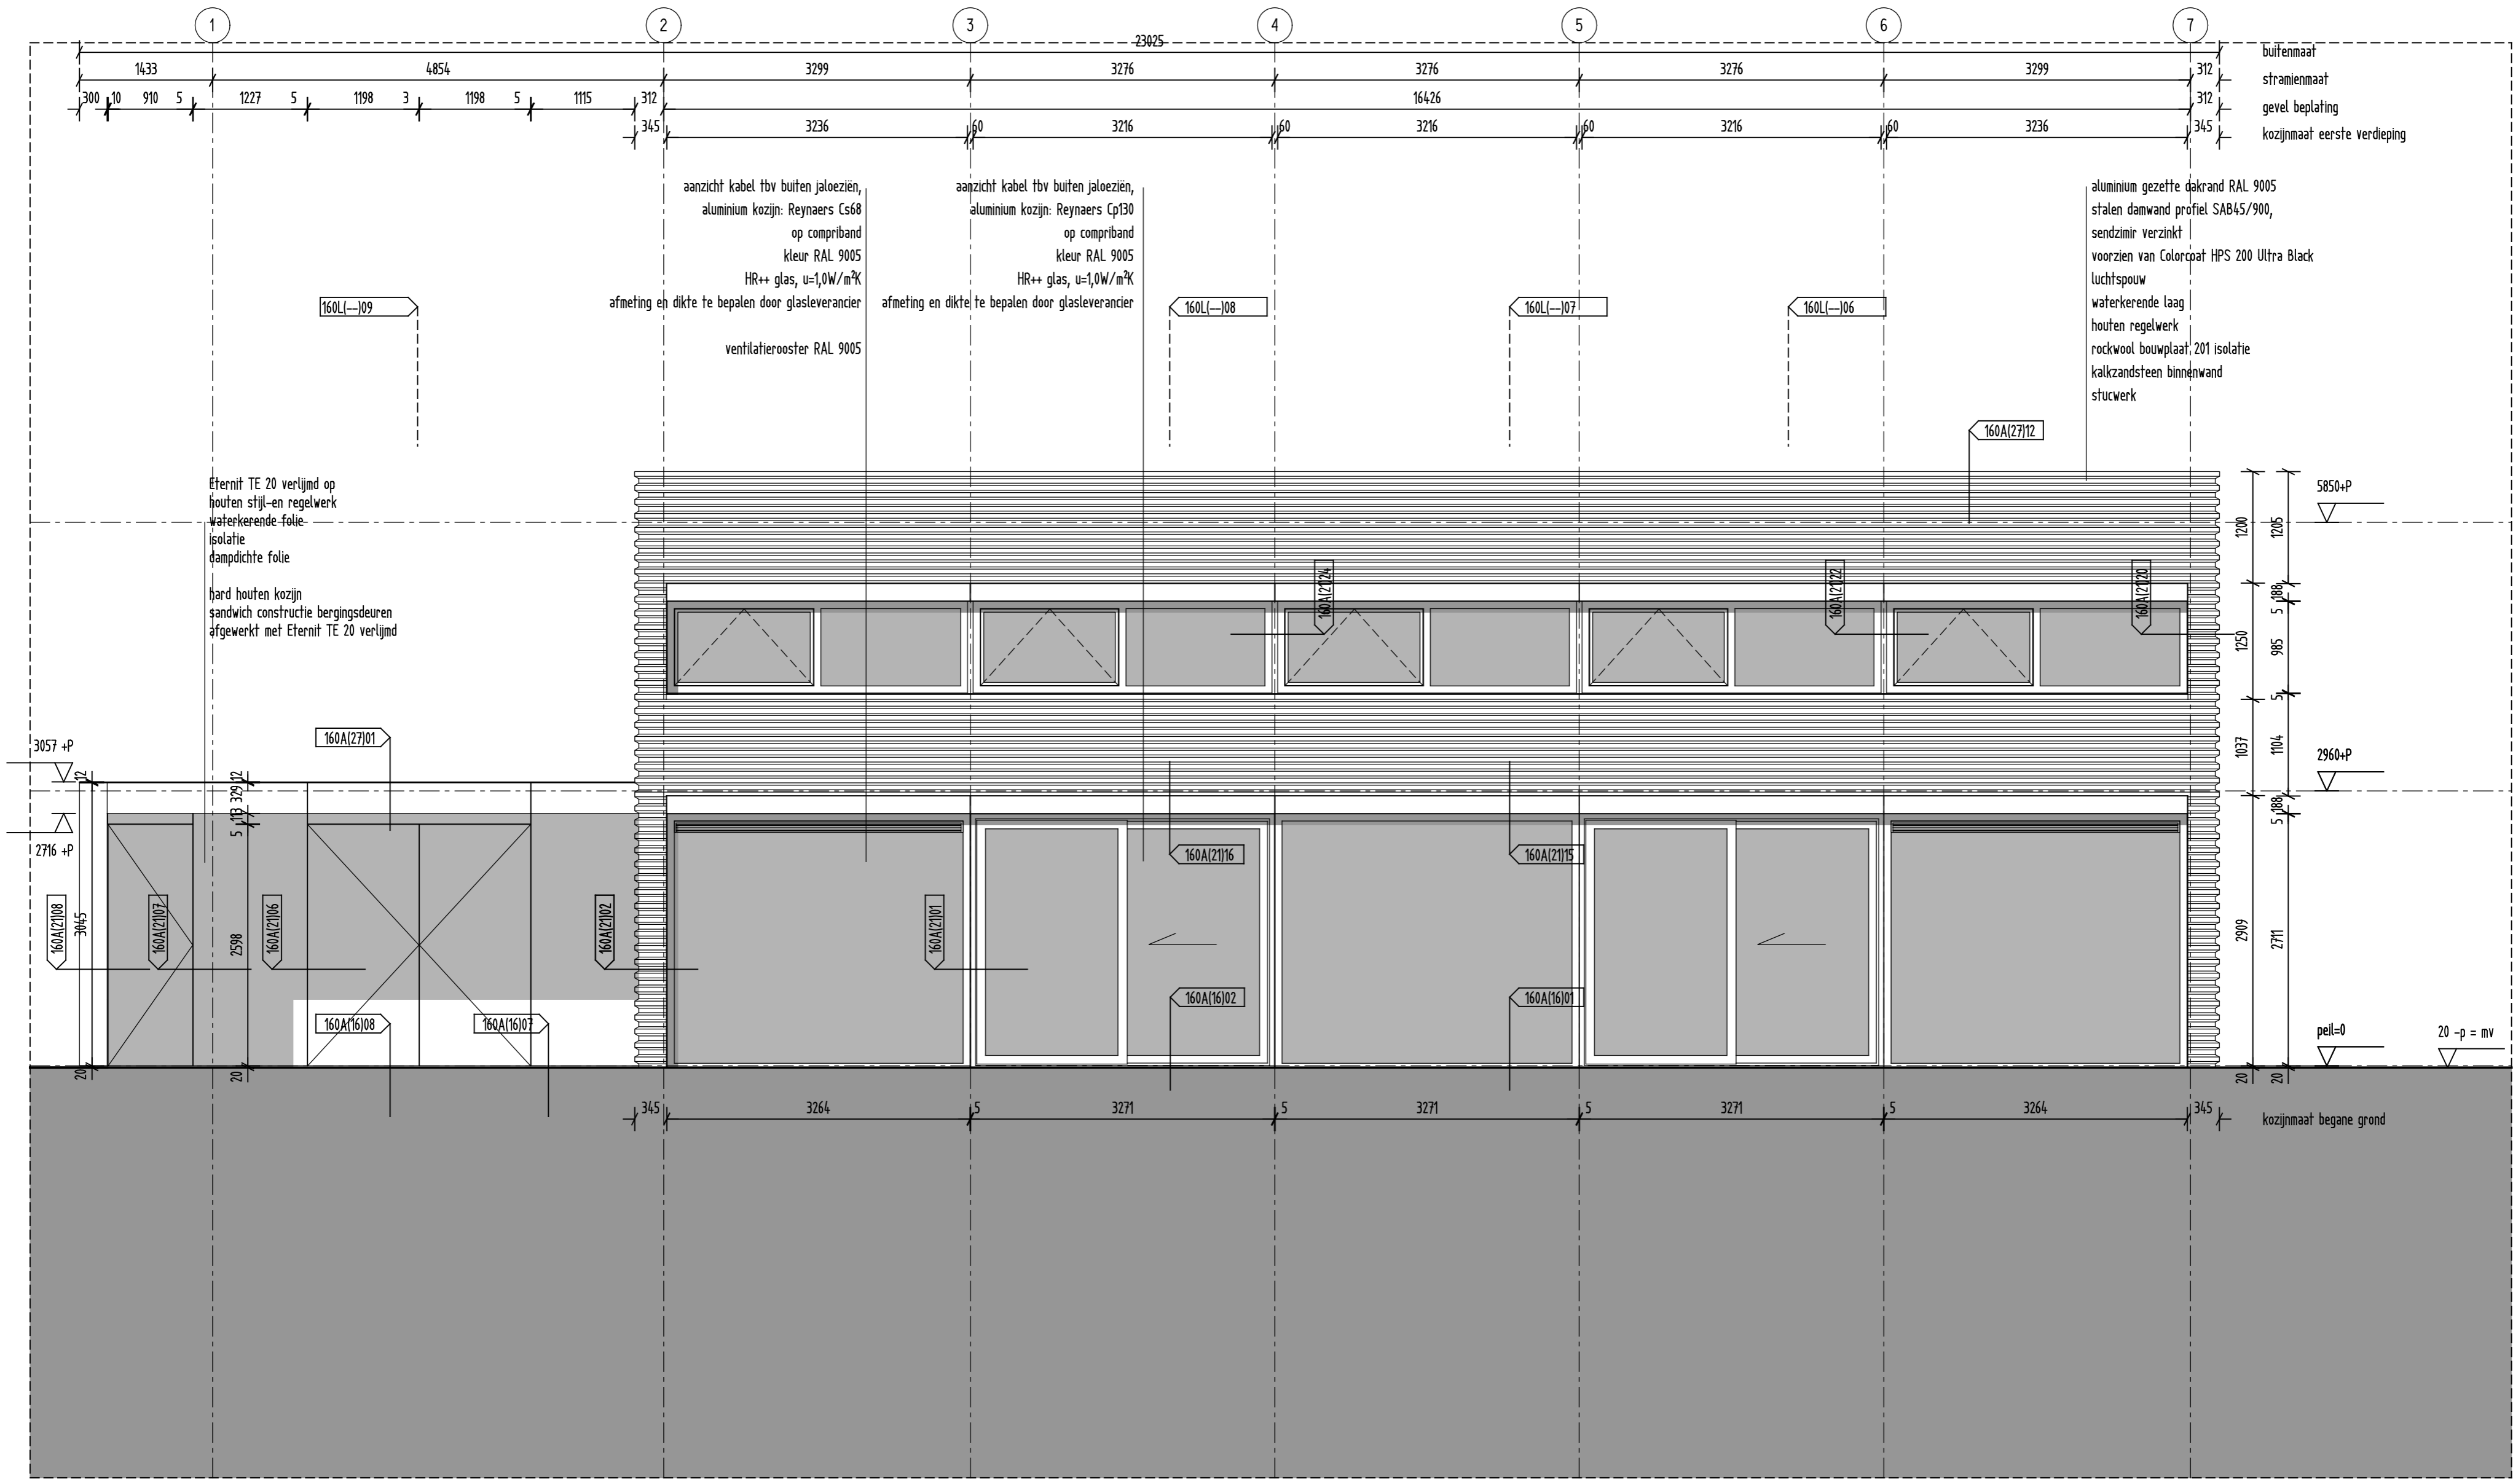 1 2 3 4 5 6 7
23025 buitenmaat
1433 4854 3299 3276 3276 3276 3299 312 stramienmaat
300 10 910 5 1227 5 1198 3 1198 5 1115 312 16426 312 gevel beplating
345 3236 60 3216 60 3216 60 3216 60 3236 345 kozijnmaat eerste verdieping
aanzicht kabel tbv buiten jaloeziën,
aluminium kozijn: Reynaers Cs68
op compriband
kleur RAL 9005
HR++ glas, u=1,0W/m²K
afmeting en dikte te bepalen door glasleverancier
ventilatierooster RAL 9005
aanzicht kabel tbv buiten jaloeziën,
aluminium kozijn: Reynaers Cp130
op compriband
kleur RAL 9005
HR++ glas, u=1,0W/m²K
afmeting en dikte te bepalen door glasleverancier
aluminium gezette dakrand RAL 9005
stalen damwand profiel SAB45/900,
sendzimir verzinkt
voorzien van Colorcoat HPS 200 Ultra Black
luchtspouw
waterkerende laag
houten regelwerk
rockwool bouwplaat 201 isolatie
kalkzandsteen binnenwand
stucwerk
160L(--)09
160L(--)08
160L(--)07
160L(--)06
160A(27)12
Eternit TE 20 verlijmd op
houten stijl-en regelwerk
waterkerende folie
isolatie
dampdichte folie
hard houten kozijn
sandwich constructie bergingsdeuren
afgewerkt met Eternit TE 20 verlijmd
5850+P
1200
1205
160A(21)24
160A(21)22
160A(21)20
188
5
1250
985
5
160A(27)01
3057 +P
12
12
329
113
5
1037
1104
2960+P
188
5
2716 +P
160A(21)16
160A(21)15
160A(21)08
3045
160A(21)07
2598
160A(21)06
160A(21)02
160A(21)01
2909
2711
160A(16)08
160A(16)07
160A(16)02
160A(16)01
peil=0
20 -p = mv
20
20
20
20
345 3264 5 3271 5 3271 5 3271 5 3264 345 kozijnmaat begane grond